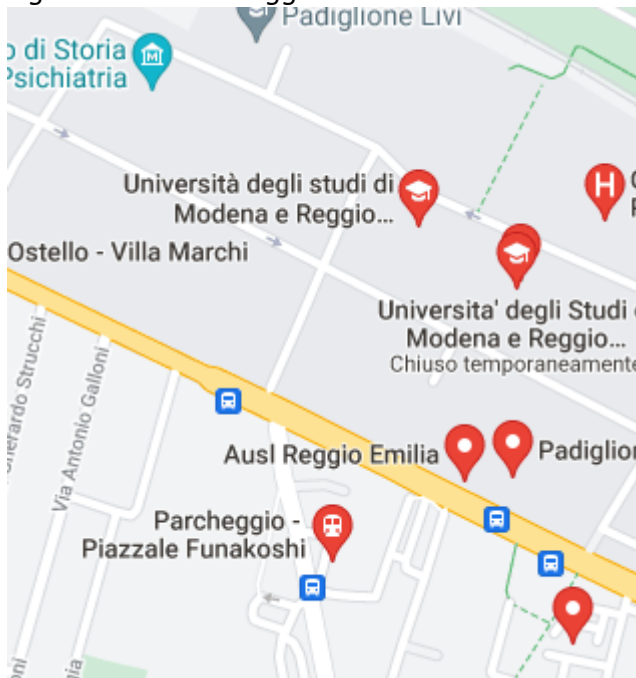 Padiglione Livi
o di Storia
Psichiatria
Università degli studi di
Modena e Reggio...
H
Ostello - Villa Marchi
Universita' degli Studi
Modena e Reggio...
Chiuso temporaneamente
Via Antonio Galloni
Ausl Reggio Emilia
Padiglion
Parcheggio -
Piazzale Funakoshi